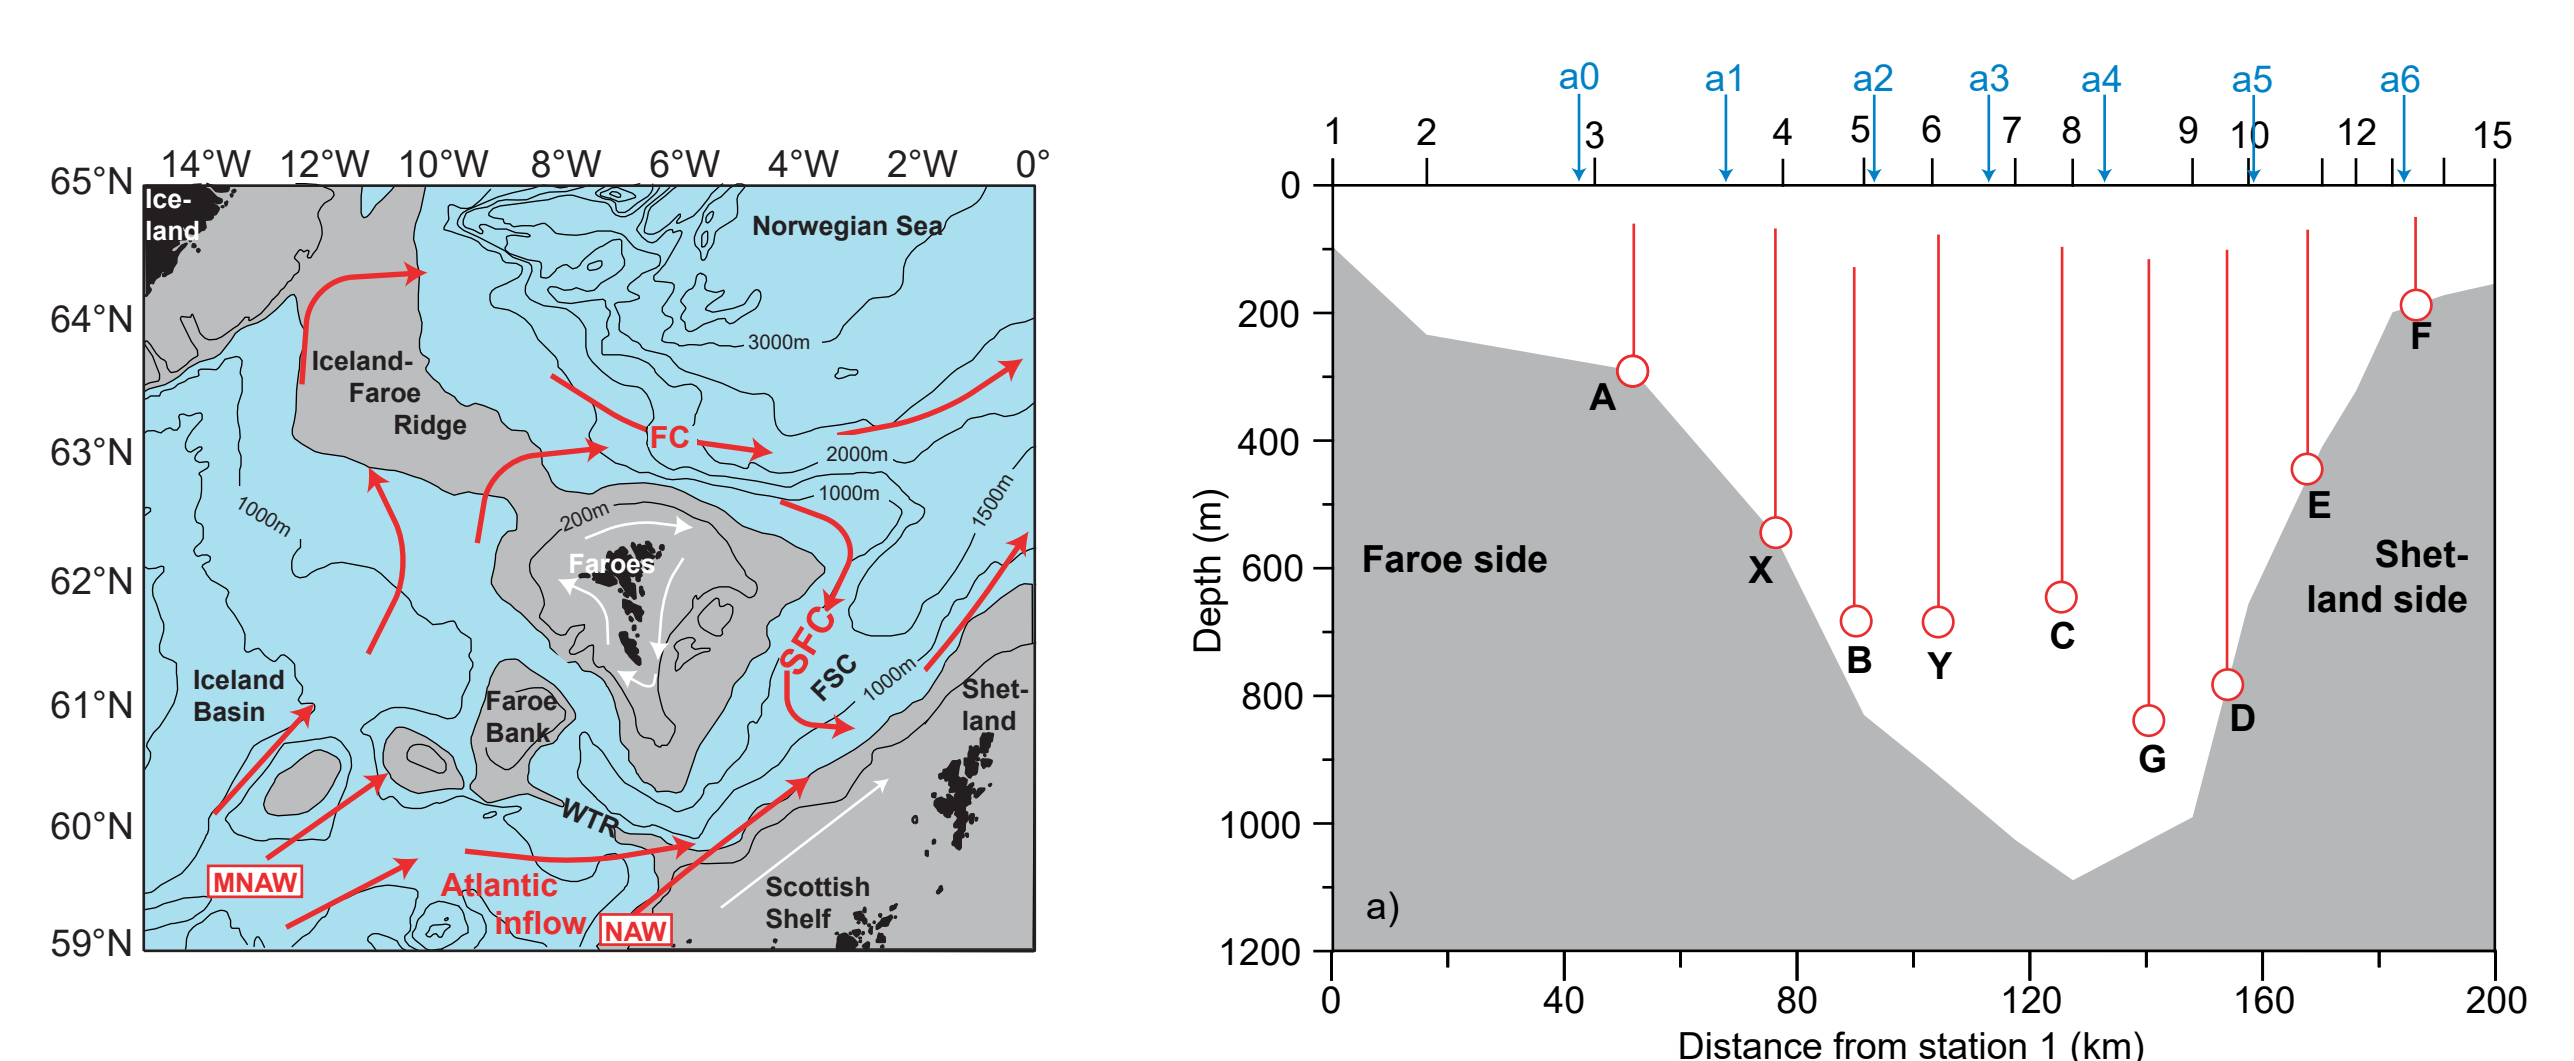 14°W 12°W 10°W 8°W 6°W 4°W 2°W 0°
65°N
64°N
63°N
62°N
61°N
60°N
59°N
Ice-
land
Norwegian Sea
3000m
Iceland-
Faroe
Ridge
FC
2000m
1000m
1000m
1500m
200m
Faroes
SFC
FSC
1000m
Iceland
Basin
Faroe
Bank
Shet-
land
WTR
MNAW
Atlantic
inflow
NAW
Scottish
Shelf
a0 a1 a2 a3 a4 a5 a6
1 2 3 4 5 6 7 8 9 10 12 15
0
200
400
600
800
1000
1200
Depth (m)
A
X
B
Y
C
G
D
E
F
Faroe side
Shet-
land side
a)
0 40 80 120 160 200
Distance from station 1 (km)